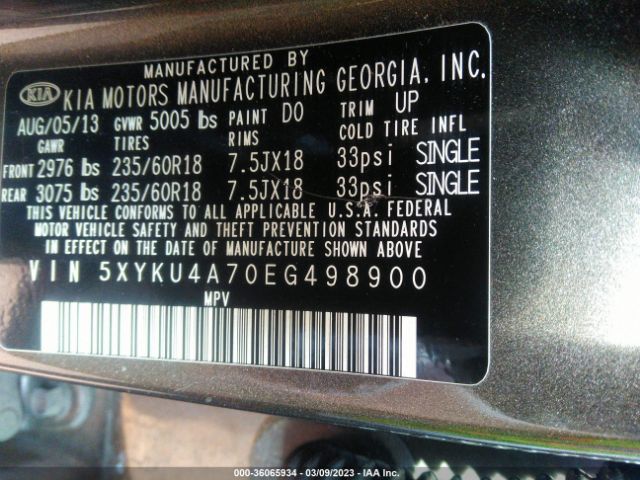 MANUFACTURED BY
KIA KIA MOTORS MANUFACTURING GEORGIA, INC.
AUG/05/13 GVWR 5005 lbs PAINT DO TRIM UP
GAWR TIRES RIMS COLD TIRE INFL
FRONT 2976 lbs 235/60R18 7.5JX18 33psi SINGLE
REAR 3075 lbs 235/60R18 7.5JX18 33psi SINGLE
THIS VEHICLE CONFORMS TO ALL APPLICABLE U.S.A. FEDERAL
MOTOR VEHICLE SAFETY AND THEFT PREVENTION STANDARDS
IN EFFECT ON THE DATE OF MANUFACTURE SHOWN ABOVE.
VIN 5XYKU4A70EG498900
MPV
000-36065934 | 03/09/2023 | IAA Inc.